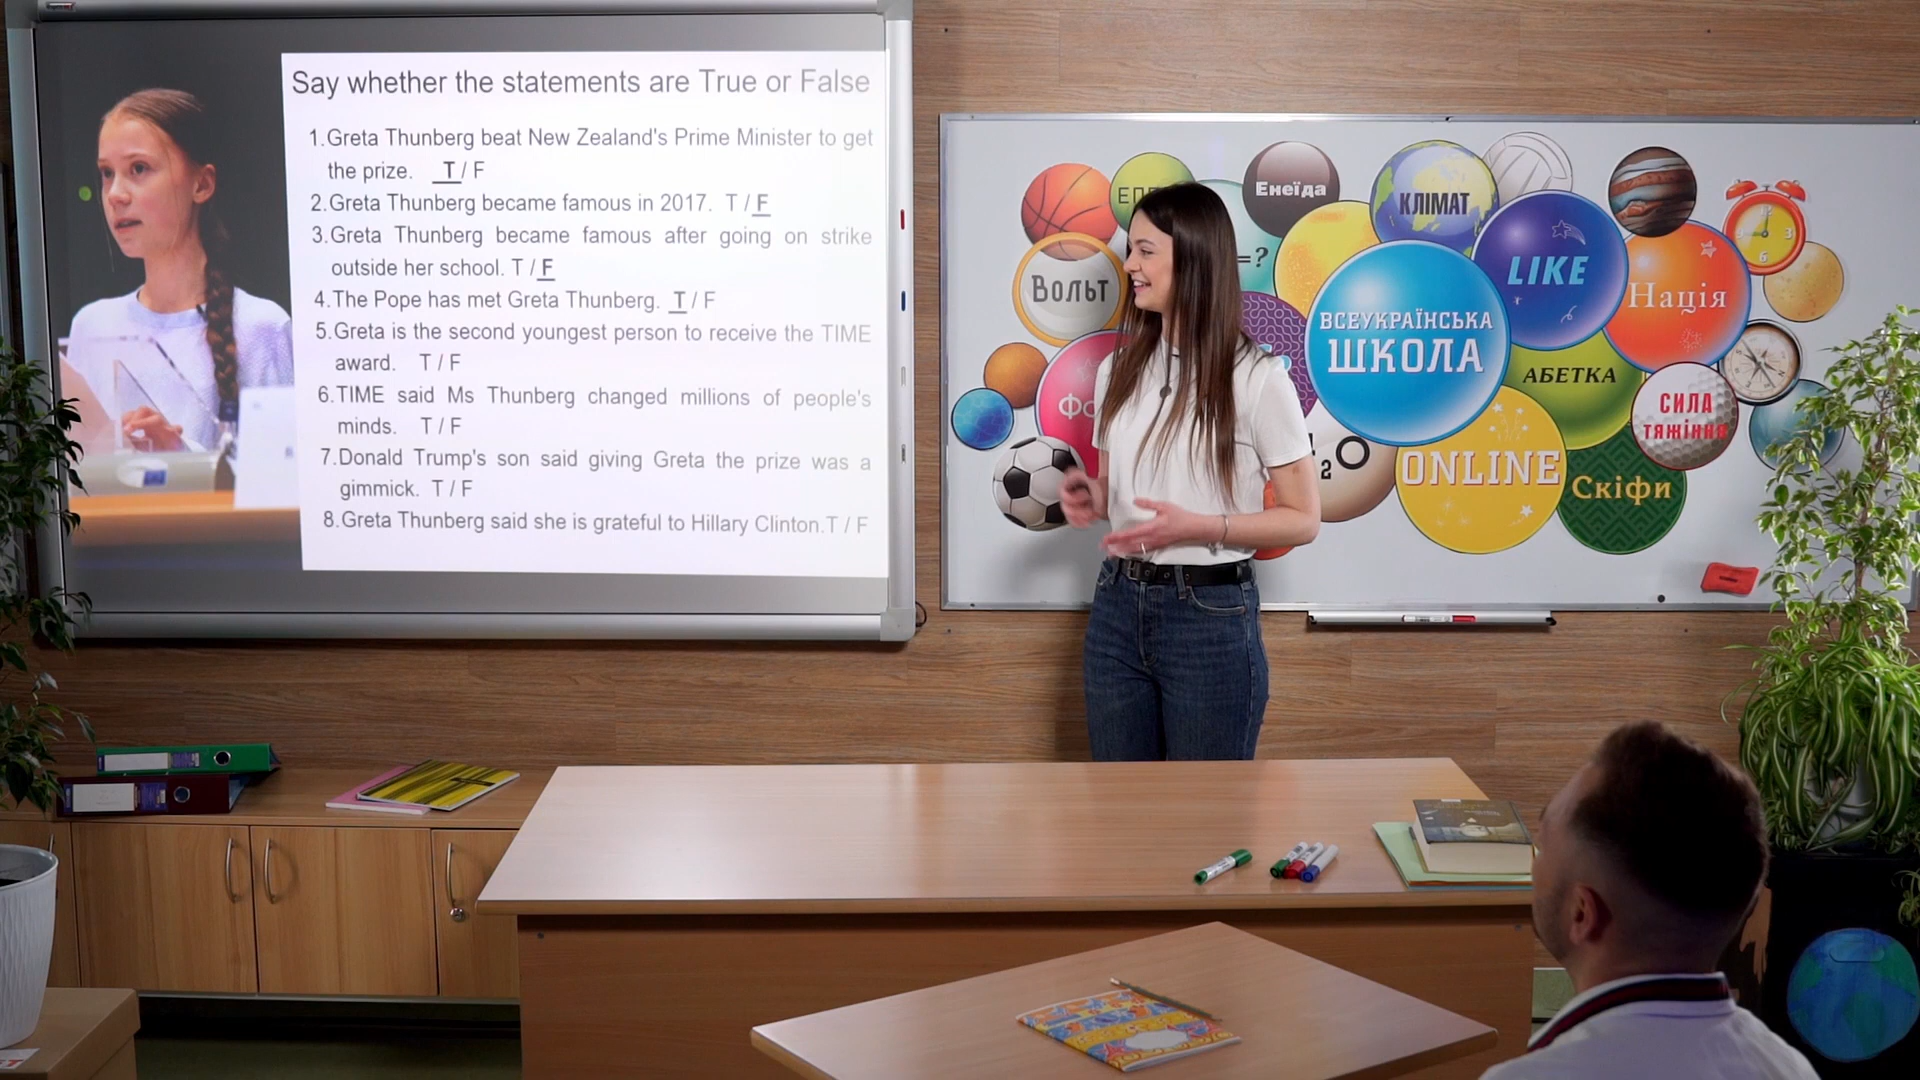 Say whether the statements are True or False
1.Greta Thunberg beat New Zealand's Prime Minister to get
the prize. T / F
2.Greta Thunberg became famous in 2017. T / F
3.Greta Thunberg became famous after going on strike
outside her school. T / F
4.The Pope has met Greta Thunberg. T / F
5.Greta is the second youngest person to receive the TIME
award. T / F
6.TIME said Ms Thunberg changed millions of people's
minds. T / F
7.Donald Trump's son said giving Greta the prize was a
gimmick. T / F
8.Greta Thunberg said she is grateful to Hillary Clinton.T / F
Енеїда
КЛІМАТ
=?
LIKE
Вольт
Нація
ВСЕУКРАЇНСЬКА
ШКОЛА
АБЕТКА
СИЛА
ТЯЖІННЯ
2O
ONLINE
Скіфи